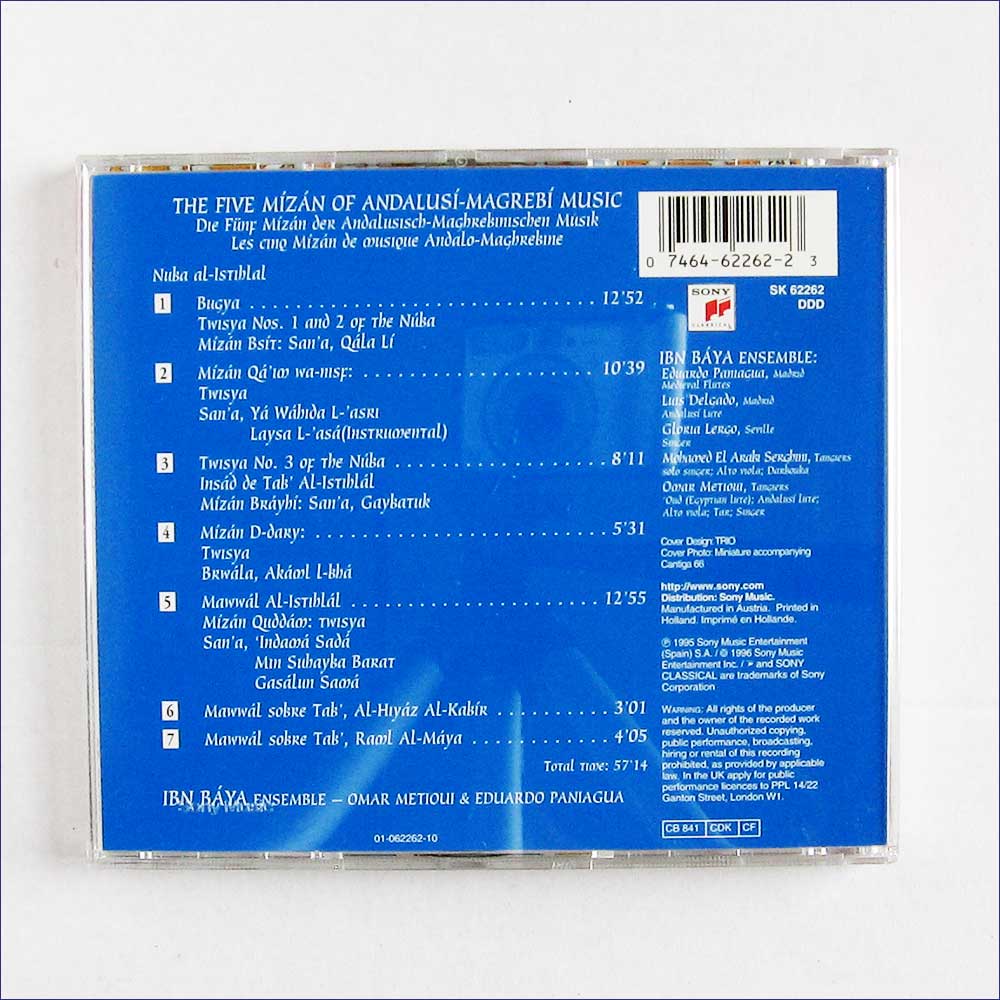 THE FIVE MÍZÁN OF ANDALUSÍ-MAGREBÍ MUSIC
Die Fünf Mízán der Andalusisch-Maghrebinischen Musik
Les cinq Mízán de musique Andalo-Maghrebine
Nuba al-Istihlal
1 Bugya 12'52
Twisya Nos. 1 and 2 of the Núba
Mízán Bsít: San'a, Qála Lí
2 Mízán Qá'im wa-nisf: 10'39
Twisya
San'a, Yá Wáhida L-'asri
Laysa L-'asá(Instrumental)
3 Twisya No. 3 of the Núba 8'11
Insád de Tab' Al-Istihlál
Mízán Bráyhí: San'a, Gaybatuk
4 Mízán D-dary: 5'31
Twisya
Brwála, Akáml l-bhá
5 Mawwál Al-Istihlál 12'55
Mízán Quddám: twisya
San'a, 'Indamá Sadá
Min Suhayba Barat
Gasálun Samá
6 Mawwál sobre Tab', Al-Hiyáz Al-Kabír 3'01
7 Mawwál sobre Tab', Raml Al-Máya 4'05
Total time: 57'14
IBN BÁYA ENSEMBLE – OMAR METIOUI & EDUARDO PANIAGUA
Sony Music
01-062262-10
0 7464-62262-2 3
SONY
CLASSICAL
SK 62262
DDD
IBN BÁYA ENSEMBLE:
Eduardo Paniagua, Madrid
Medieval Flutes
Luis Delgado, Madrid
Andalusí Lute
Gloria Lergo, Seville
Singer
Mohamed El Arabi Serghini, Tangiers
solo singer; Alto viola; Darbouka
Omar Metioui, Tangiers
'Oud (Egyptian lute); Andalusí lute;
Alto viola; Tar; Singer
Cover Design: TRIO
Cover Photo: Miniature accompanying
Cantiga 66
http://www.sony.com
Distribution: Sony Music.
Manufactured in Austria. Printed in
Holland. Imprimé en Hollande.
℗ 1995 Sony Music Entertainment
(Spain) S.A. / © 1996 Sony Music
Entertainment Inc. / and SONY
CLASSICAL are trademarks of Sony
Corporation
WARNING: All rights of the producer
and the owner of the recorded work
reserved. Unauthorized copying,
public performance, broadcasting,
hiring or rental of this recording
prohibited, as provided by applicable
law. In the UK apply for public
performance licences to PPL 14/22
Ganton Street, London W1.
CB 841 CDK CF